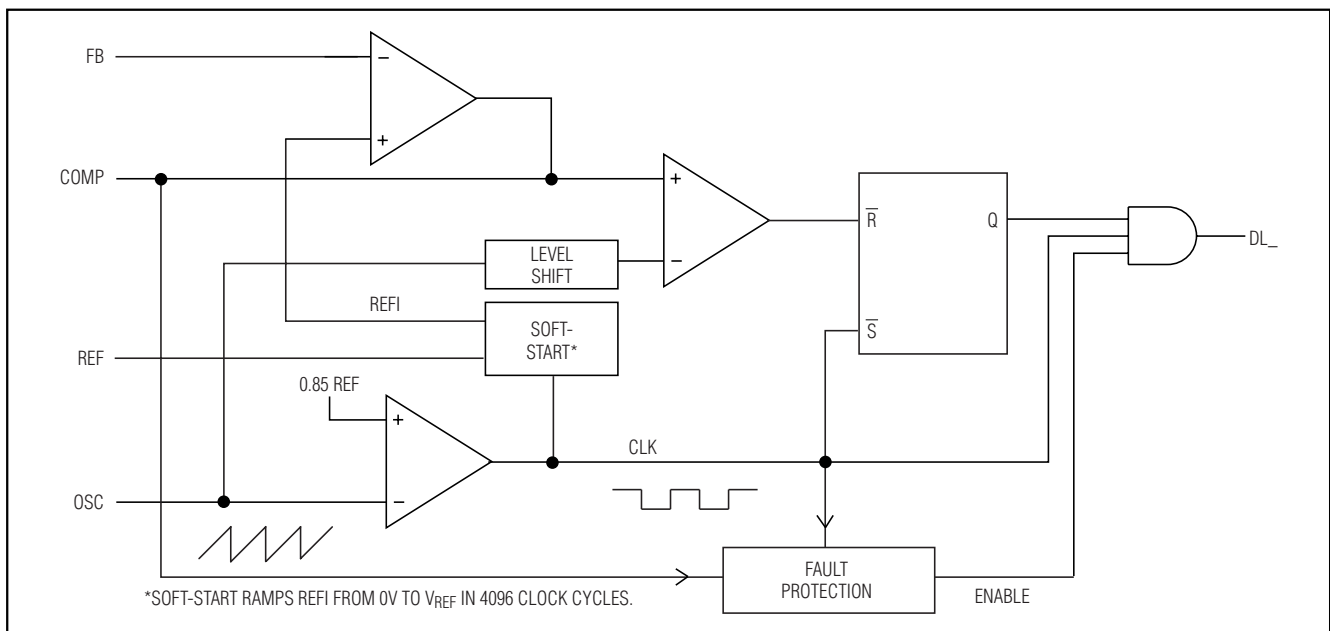 FB
−
+
COMP
+
R̅
Q
DL_
LEVEL
SHIFT
−
REFI
SOFT-
START*
S̅
REF
0.85 REF
+
CLK
OSC
−
FAULT
PROTECTION
ENABLE
*SOFT-START RAMPS REFI FROM 0V TO VREF IN 4096 CLOCK CYCLES.